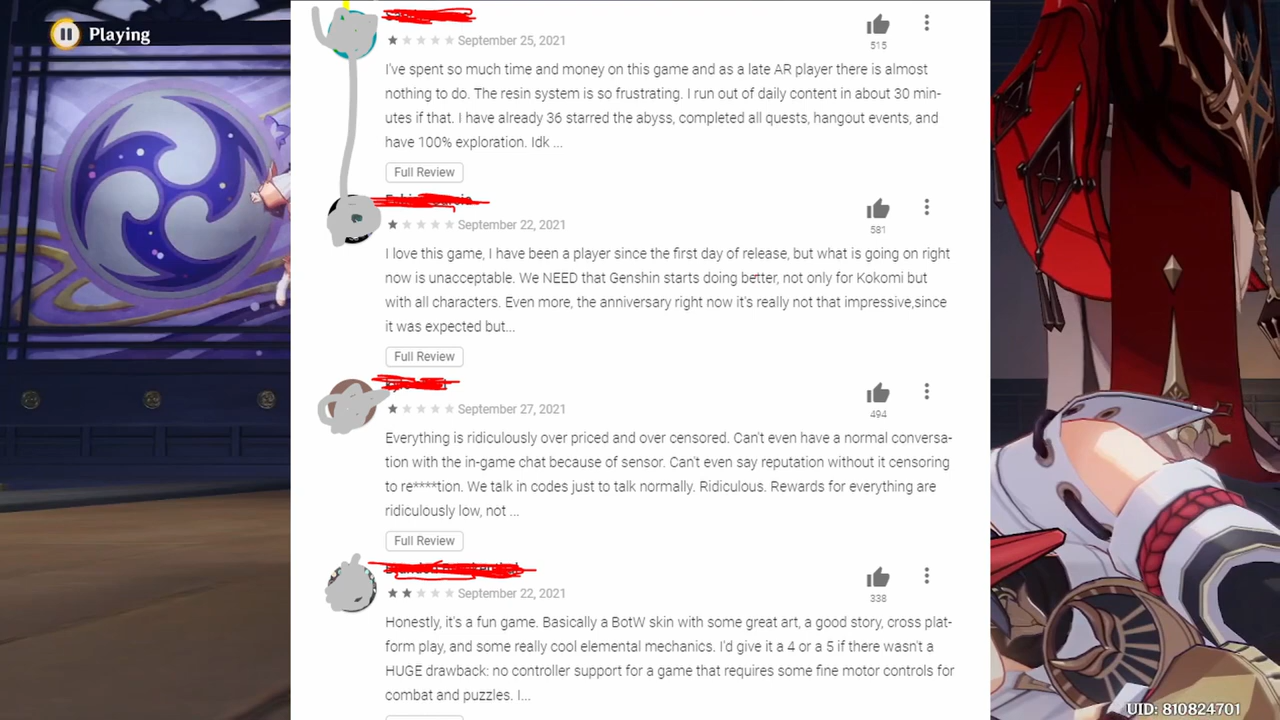 Playing
September 25, 2021
515
I've spent so much time and money on this game and as a late AR player there is almost
nothing to do. The resin system is so frustrating. I run out of daily content in about 30 min-
utes if that. I have already 36 starred the abyss, completed all quests, hangout events, and
have 100% exploration. Idk ...
Full Review
September 22, 2021
581
I love this game, I have been a player since the first day of release, but what is going on right
now is unacceptable. We NEED that Genshin starts doing better, not only for Kokomi but
with all characters. Even more, the anniversary right now it's really not that impressive,since
it was expected but...
Full Review
September 27, 2021
494
Everything is ridiculously over priced and over censored. Can't even have a normal conversa-
tion with the in-game chat because of sensor. Can't even say reputation without it censoring
to re****tion. We talk in codes just to talk normally. Ridiculous. Rewards for everything are
ridiculously low, not ...
Full Review
September 22, 2021
338
Honestly, it's a fun game. Basically a BotW skin with some great art, a good story, cross plat-
form play, and some really cool elemental mechanics. I'd give it a 4 or a 5 if there wasn't a
HUGE drawback: no controller support for a game that requires some fine motor controls for
combat and puzzles. I...
UID: 810824701